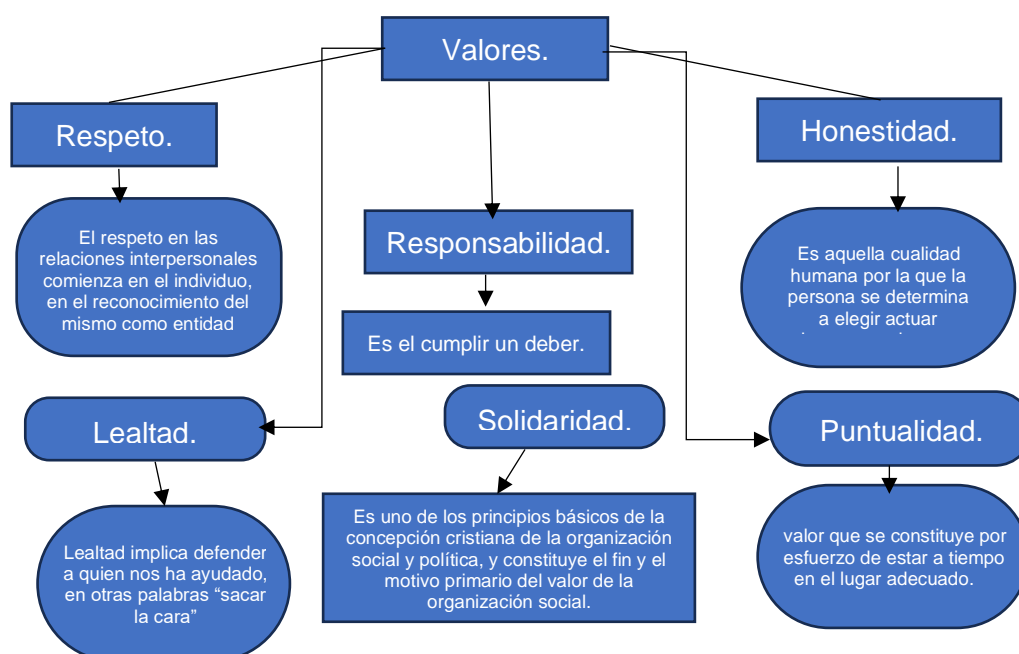 Valores.
Respeto.
Honestidad.
El respeto en las
relaciones interpersonales
comienza en el individuo,
en el reconocimiento del
mismo como entidad
Responsabilidad.
Es aquella cualidad
humana por la que la
persona se determina
a elegir actuar
Es el cumplir un deber.
Lealtad.
Solidaridad.
Puntualidad.
Lealtad implica defender
a quien nos ha ayudado,
en otras palabras “sacar
la cara”
Es uno de los principios básicos de la
concepción cristiana de la organización
social y política, y constituye el fin y el
motivo primario del valor de la
organización social.
valor que se constituye por
esfuerzo de estar a tiempo
en el lugar adecuado.